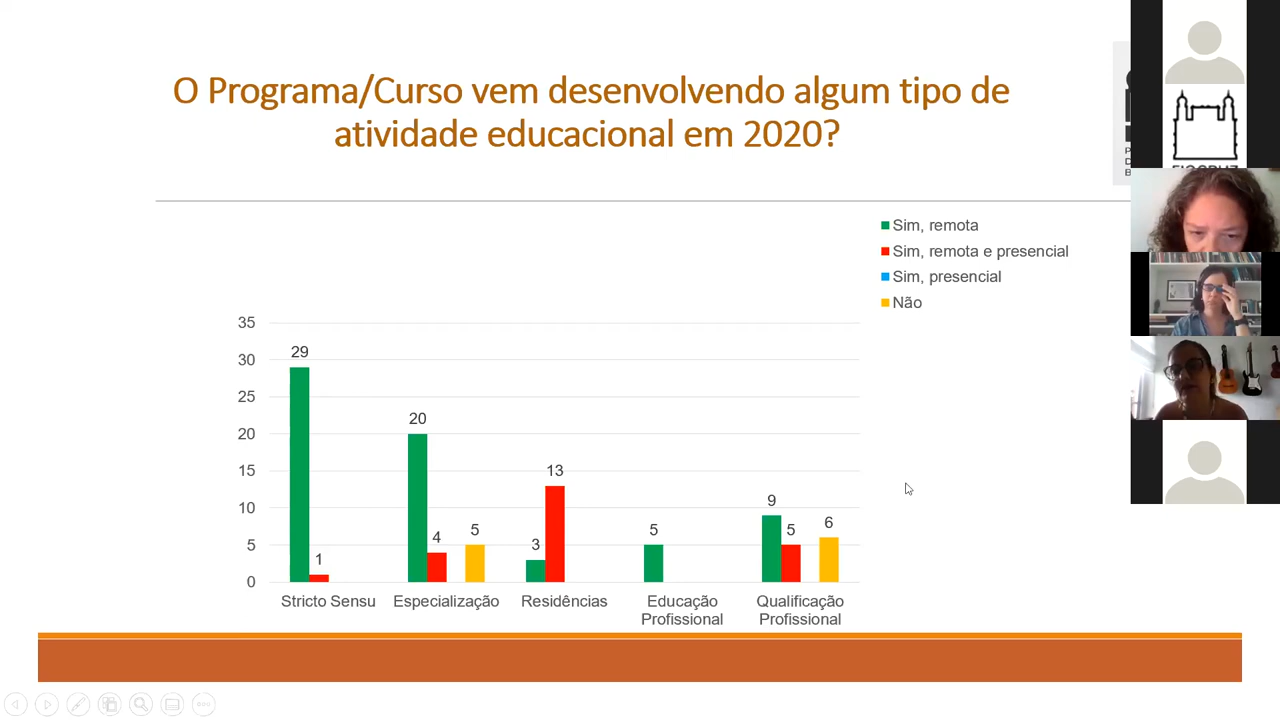 O Programa/Curso vem desenvolvendo algum tipo de
atividade educacional em 2020?
Sim, remota
Sim, remota e presencial
Sim, presencial
Não
35
30
25
20
15
10
5
0
29
1
20
4
5
3
13
5
9
5
6
Stricto Sensu
Especialização
Residências
Educação
Profissional
Qualificação
Profissional
P
D
B